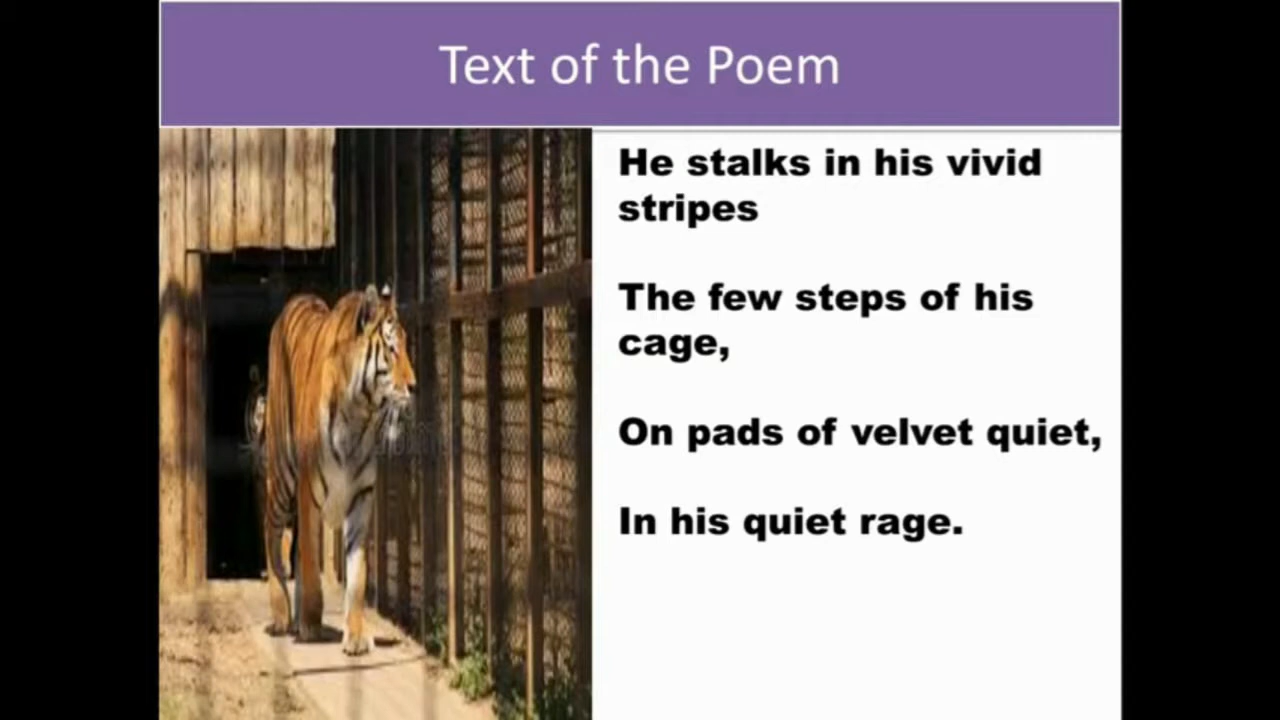 Text of the Poem
He stalks in his vivid
stripes
The few steps of his
cage,
On pads of velvet quiet,
In his quiet rage.